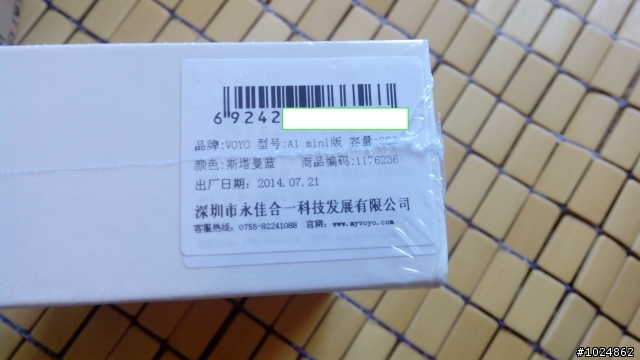 6 9242
品牌:VOYO 型号:A1 mini版 容量:
颜色:斯塔曼蓝 商品编码:1176236
出厂日期: 2014.07.21
深圳市永佳合一科技发展有限公司
客服热线: 0755-82241088 官网: www.myvoyo.com
#1024862